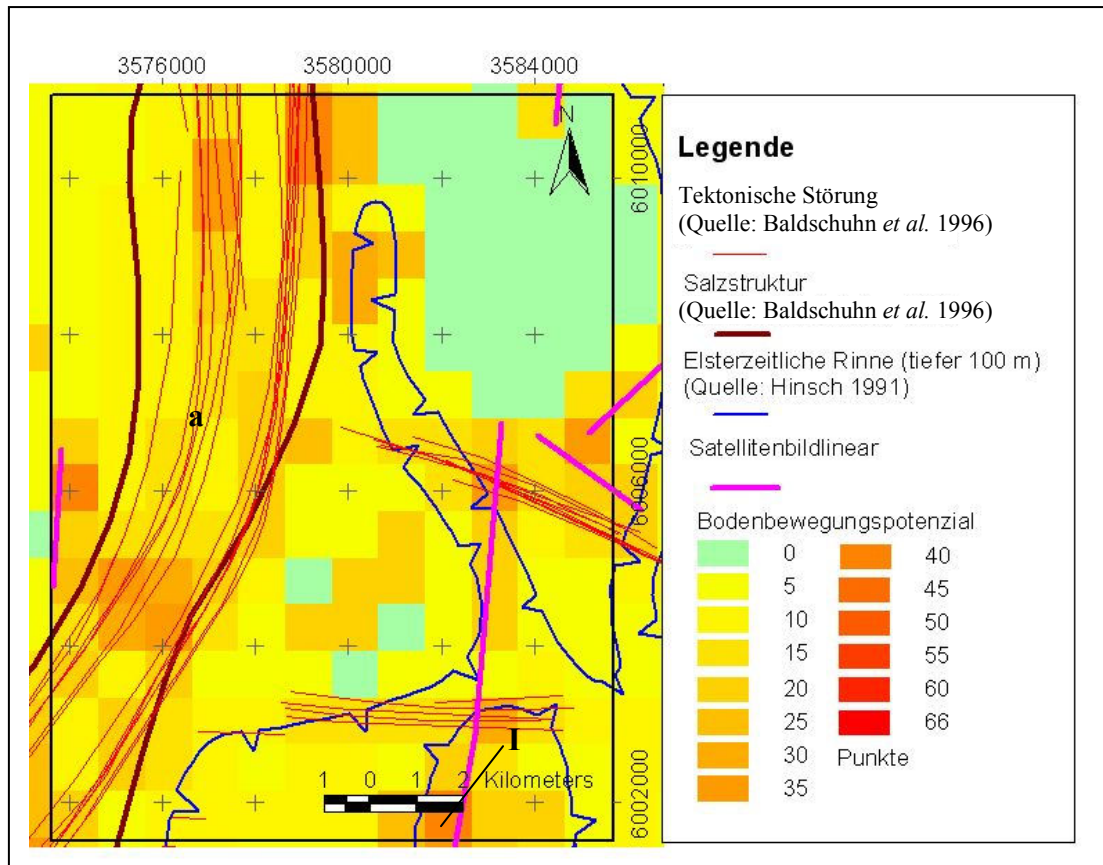 3576000 3580000 3584000
N
6010000
6006000
6002000
a
I
1 0 1 2 Kilometers
Legende
Tektonische Störung
(Quelle: Baldschuhn et al. 1996)
Salzstruktur
(Quelle: Baldschuhn et al. 1996)
Elsterzeitliche Rinne (tiefer 100 m)
(Quelle: Hinsch 1991)
Satellitenbildlinear
Bodenbewegungspotenzial
0 40
5 45
10 50
15 55
20 60
25 66
30 Punkte
35